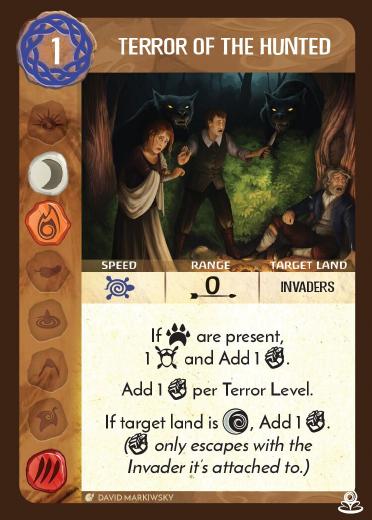 1
TERROR OF THE HUNTED
SPEED RANGE TARGET LAND
0 INVADERS
If are present,
1 and Add 1 .
Add 1 per Terror Level.
If target land is , Add 1 .
( only escapes with the
Invader it's attached to.)
DAVID MARKIWSKY